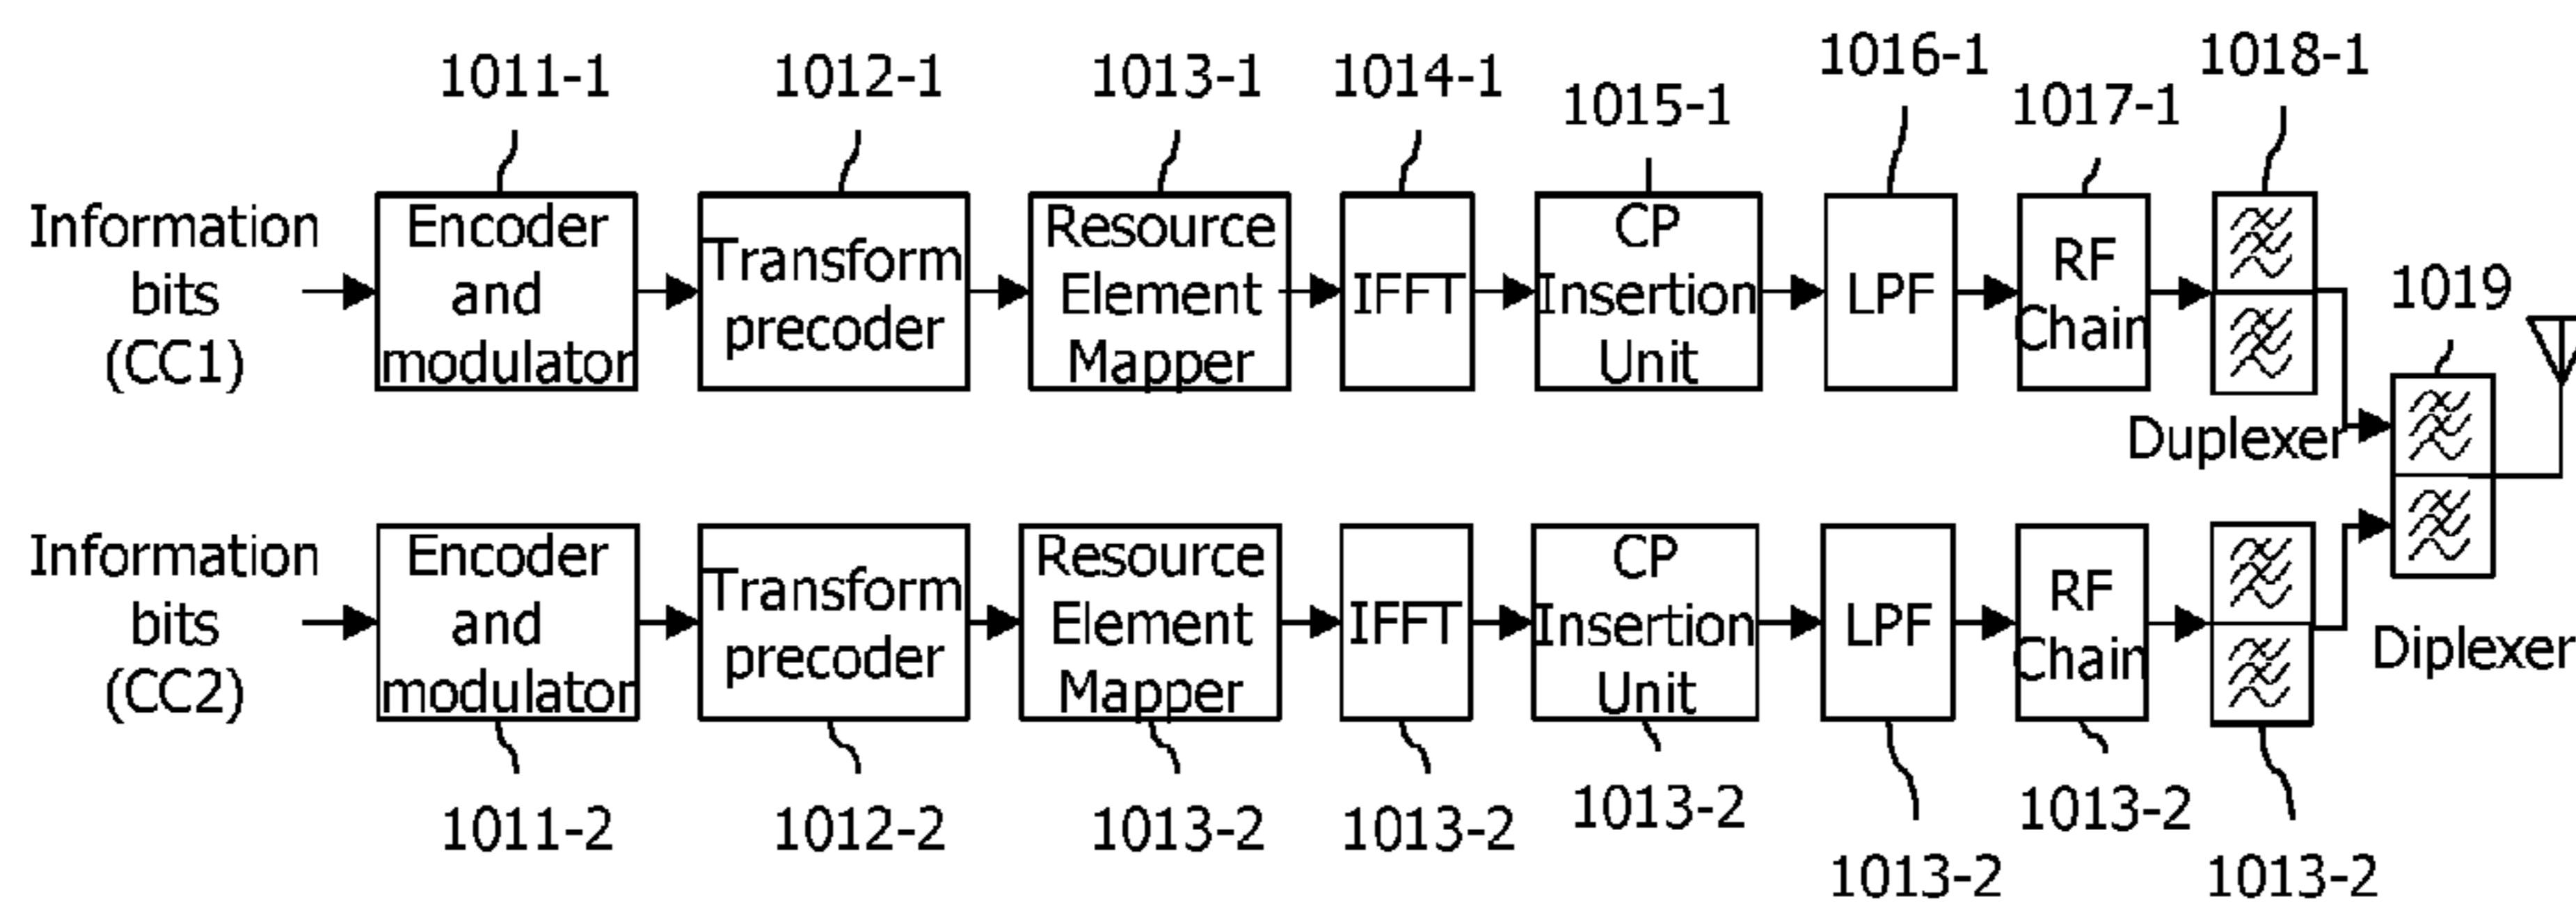 1011-1
1012-1
1013-1
1014-1
1015-1
1016-1
1017-1
1018-1
Information
bits
(CC1)
Encoder
and
modulator
Transform
precoder
Resource
Element
Mapper
IFFT
CP
Insertion
Unit
LPF
RF
Chain
Duplexer
1019
Information
bits
(CC2)
Encoder
and
modulator
Transform
precoder
Resource
Element
Mapper
IFFT
CP
Insertion
Unit
LPF
RF
Chain
Diplexer
1011-2
1012-2
1013-2
1013-2
1013-2
1013-2
1013-2
1013-2